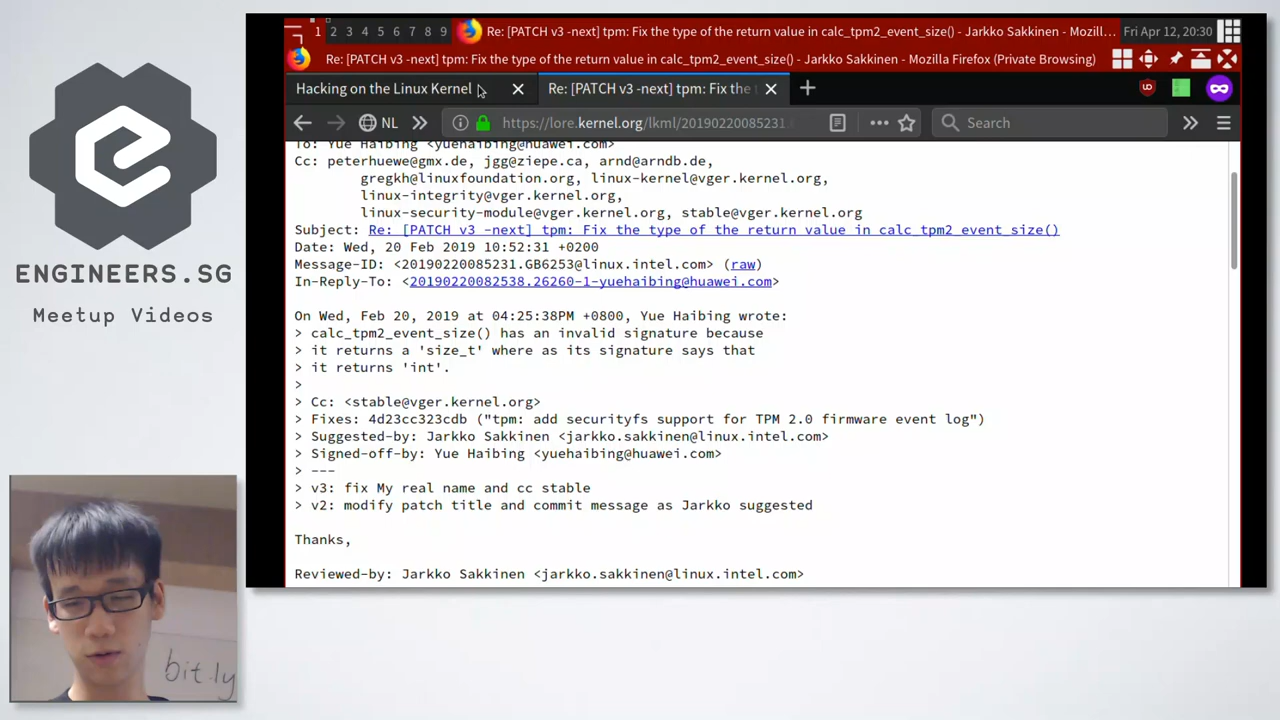 1 2 3 4 5 6 7 8 9 Re: [PATCH v3 -next] tpm: Fix the type of the return value in calc_tpm2_event_size() - Jarkko Sakkinen - Mozill... Fri Apr 12, 20:30
Re: [PATCH v3 -next] tpm: Fix the type of the return value in calc_tpm2_event_size() - Jarkko Sakkinen - Mozilla Firefox (Private Browsing)
Hacking on the Linux Kernel
Re: [PATCH v3 -next] tpm: Fix the
NL
https://lore.kernel.org/lkml/20190220085231.
Search
To: Yue Haibing <yuehaibing@huawei.com>
Cc: peterhuewe@gmx.de, jgg@ziepe.ca, arnd@arndb.de,
gregkh@linuxfoundation.org, linux-kernel@vger.kernel.org,
linux-integrity@vger.kernel.org,
linux-security-module@vger.kernel.org, stable@vger.kernel.org
Subject: Re: [PATCH v3 -next] tpm: Fix the type of the return value in calc_tpm2_event_size()
Date: Wed, 20 Feb 2019 10:52:31 +0200
Message-ID: <20190220085231.GB6253@linux.intel.com> (raw)
In-Reply-To: <20190220082538.26260-1-yuehaibing@huawei.com>
On Wed, Feb 20, 2019 at 04:25:38PM +0800, Yue Haibing wrote:
> calc_tpm2_event_size() has an invalid signature because
> it returns a 'size_t' where as its signature says that
> it returns 'int'.
>
> Cc: <stable@vger.kernel.org>
> Fixes: 4d23cc323cdb ("tpm: add securityfs support for TPM 2.0 firmware event log")
> Suggested-by: Jarkko Sakkinen <jarkko.sakkinen@linux.intel.com>
> Signed-off-by: Yue Haibing <yuehaibing@huawei.com>
> ---
> v3: fix My real name and cc stable
> v2: modify patch title and commit message as Jarkko suggested
Thanks,
Reviewed-by: Jarkko Sakkinen <jarkko.sakkinen@linux.intel.com>
ENGINEERS.SG
Meetup Videos
bit.ly